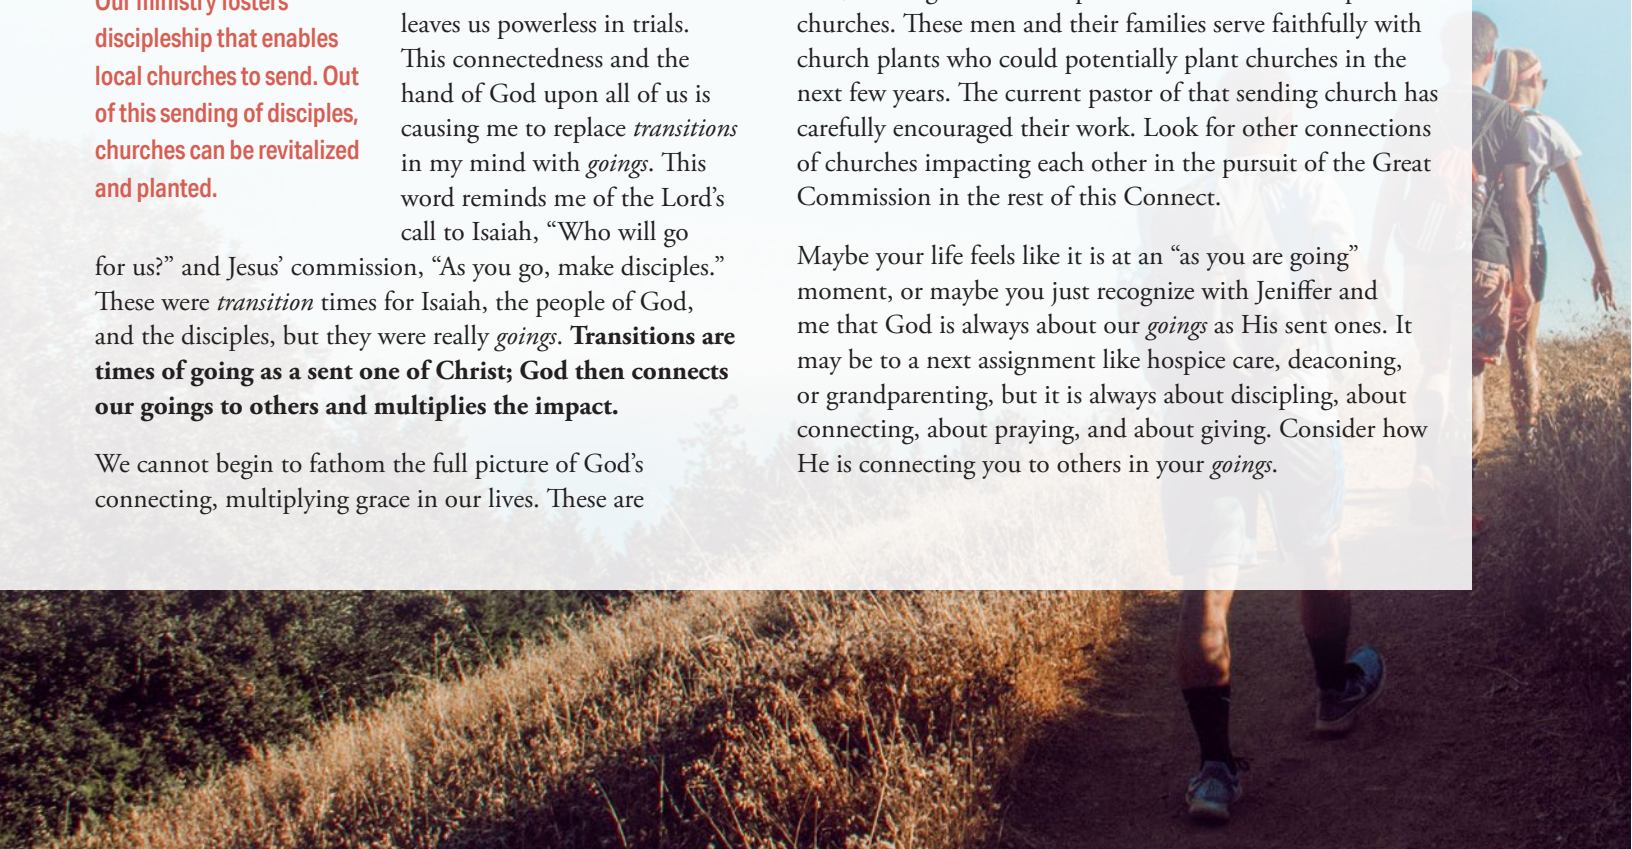 Our ministry fosters
discipleship that enables
local churches to send. Out
of this sending of disciples,
churches can be revitalized
and planted.
leaves us powerless in trials.
This connectedness and the
hand of God upon all of us is
causing me to replace transitions
in my mind with goings. This
word reminds me of the Lord’s
call to Isaiah, “Who will go
for us?” and Jesus’ commission, “As you go, make disciples.”
These were transition times for Isaiah, the people of God,
and the disciples, but they were really goings. Transitions are
times of going as a sent one of Christ; God then connects
our goings to others and multiplies the impact.
We cannot begin to fathom the full picture of God’s
connecting, multiplying grace in our lives. These are
churches. These men and their families serve faithfully with
church plants who could potentially plant churches in the
next few years. The current pastor of that sending church has
carefully encouraged their work. Look for other connections
of churches impacting each other in the pursuit of the Great
Commission in the rest of this Connect.
Maybe your life feels like it is at an “as you are going”
moment, or maybe you just recognize with Jeniffer and
me that God is always about our goings as His sent ones. It
may be to a next assignment like hospice care, deaconing,
or grandparenting, but it is always about discipling, about
connecting, about praying, and about giving. Consider how
He is connecting you to others in your goings.